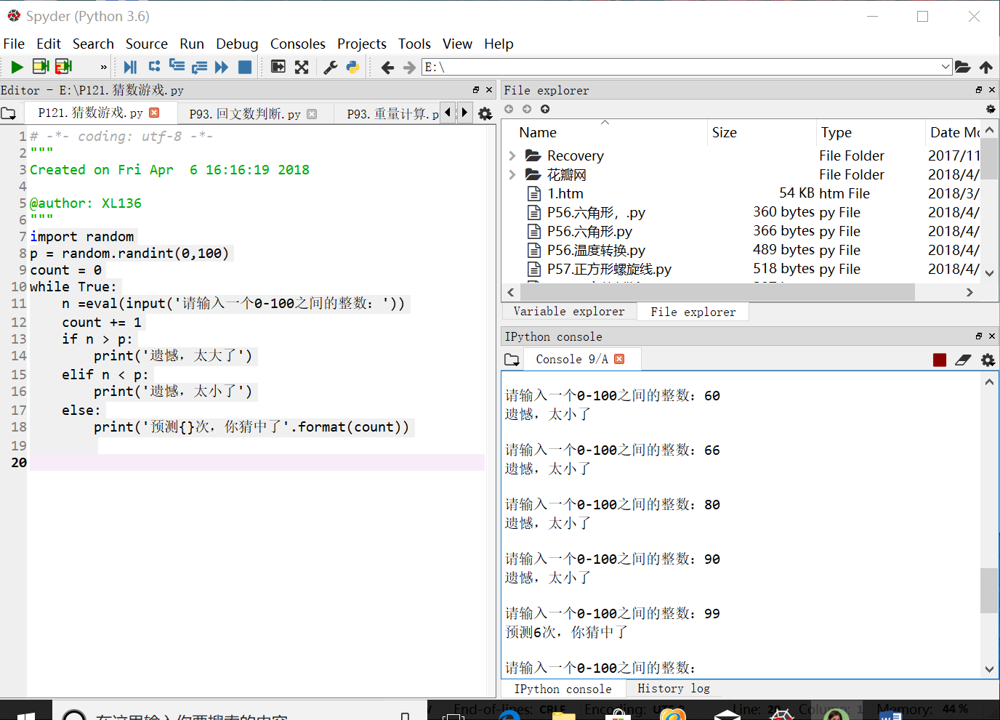 Spyder (Python 3.6)
File Edit Search Source Run Debug Consoles Projects Tools View Help
» E:\
Editor - E:\P121.猜数游戏.py
P121.猜数游戏.py P93.回文数判断.py P93.重量计算.p
1 # -*- coding: utf-8 -*-
2 """
3 Created on Fri Apr  6 16:16:19 2018
4
5 @author: XL136
6 """
7 import random
8 p = random.randint(0,100)
9 count = 0
10 while True:
11     n =eval(input('请输入一个0-100之间的整数：'))
12     count += 1
13     if n > p:
14         print('遗憾，太大了')
15     elif n < p:
16         print('遗憾，太小了')
17     else:
18         print('预测{}次，你猜中了'.format(count))
19
20
File explorer
Name Size Type Date Mo
Recovery File Folder 2017/11
花瓣网 File Folder 2018/4/
1.htm 54 KB htm File 2018/3/
P56.六角形，.py 360 bytes py File 2018/4/
P56.六角形.py 366 bytes py File 2018/4/
P56.温度转换.py 489 bytes py File 2018/4/
P57.正方形螺旋线.py 518 bytes py File 2018/4/
Variable explorer File explorer
IPython console
Console 9/A
请输入一个0-100之间的整数：60
遗憾，太小了
请输入一个0-100之间的整数：66
遗憾，太小了
请输入一个0-100之间的整数：80
遗憾，太小了
请输入一个0-100之间的整数：90
遗憾，太小了
请输入一个0-100之间的整数：99
预测6次，你猜中了
请输入一个0-100之间的整数：
IPython console History log
End-of-lines: CRLF Encoding: UTF-8 Line: 20 Column: 1 Memory: 44 %
在这里输入你要搜索的内容